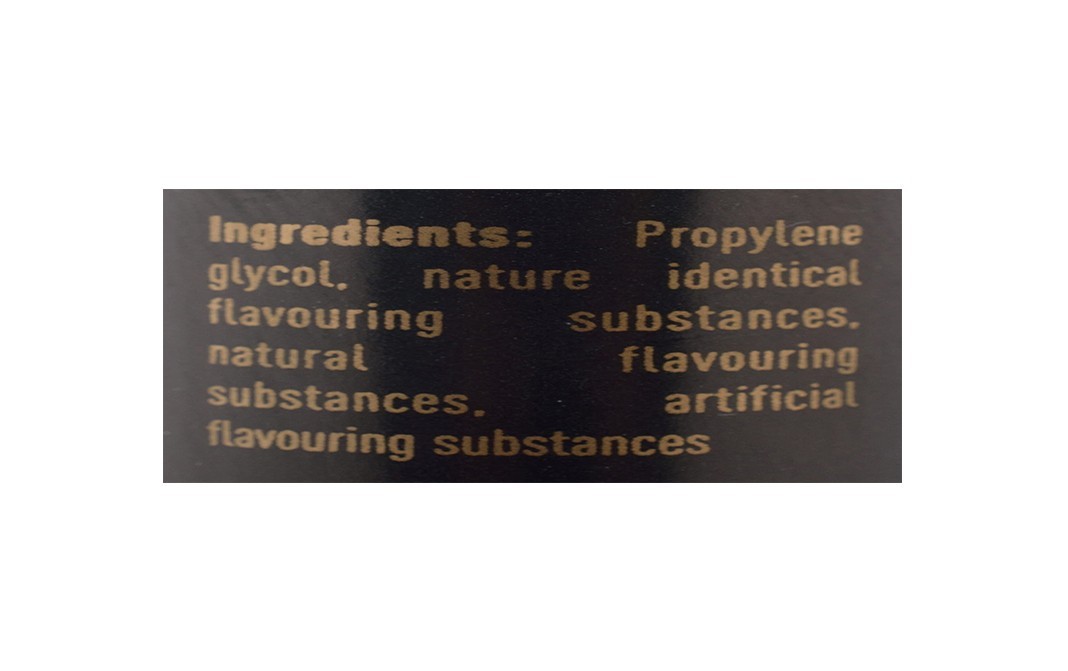 Ingredients: Propylene
glycol, nature identical
flavouring substances,
natural flavouring
substances, artificial
flavouring substances